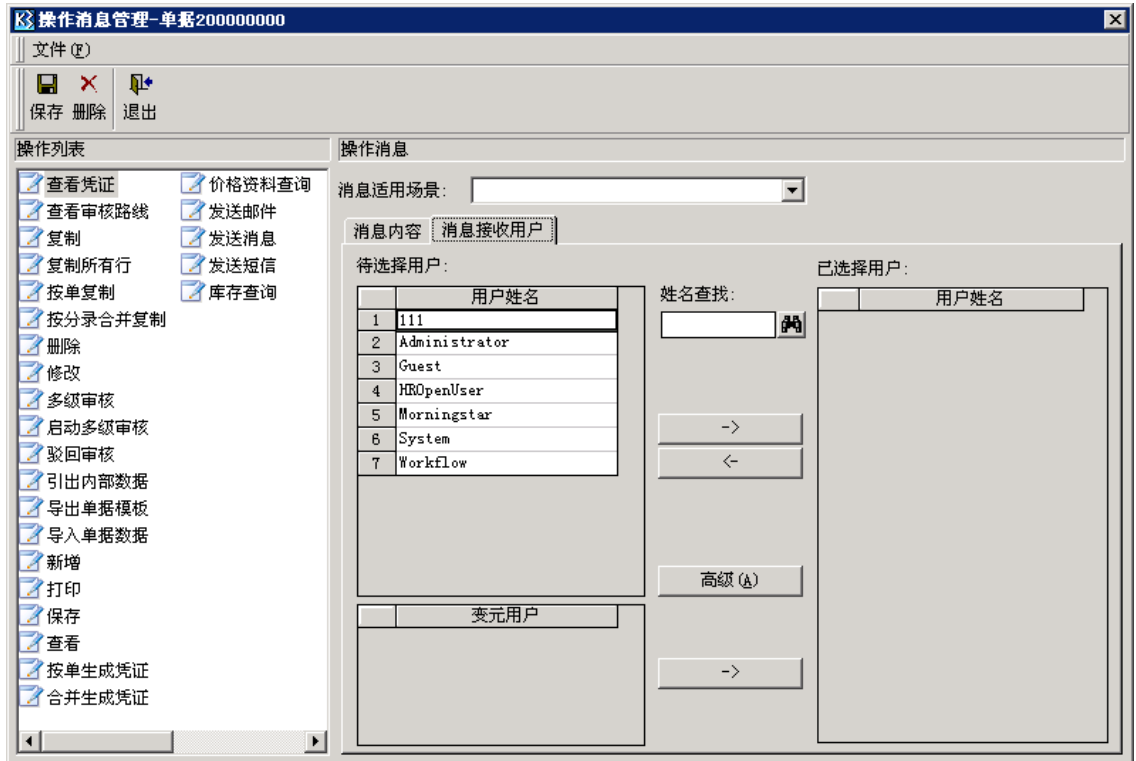 操作消息管理-单据200000000
文件(F)
保存 删除 退出
操作列表
查看凭证
查看审核路线
复制
复制所有行
按单复制
按分录合并复制
删除
修改
多级审核
启动多级审核
驳回审核
引出内部数据
导出单据模板
导入单据数据
新增
打印
保存
查看
按单生成凭证
合并生成凭证
价格资料查询
发送邮件
发送消息
发送短信
库存查询
操作消息
消息适用场景:
消息内容 消息接收用户
待选择用户:
用户姓名
1 111
2 Administrator
3 Guest
4 HROpenUser
5 Morningstar
6 System
7 Workflow
变元用户
姓名查找:
->
<-
高级(A)
->
已选择用户:
用户姓名